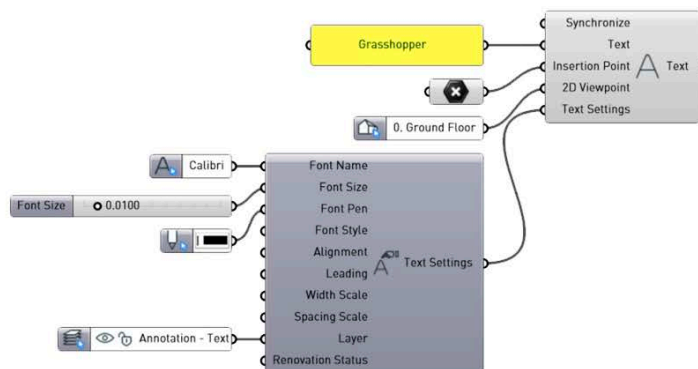 Synchronize
Grasshopper
Text
Insertion Point
Text
2D Viewpoint
0. Ground Floor
Text Settings
Calibri
Font Name
Font Size
Font Size
0.0100
Font Pen
Font Style
Alignment
Text Settings
Leading
Width Scale
Spacing Scale
Annotation - Text
Layer
Renovation Status